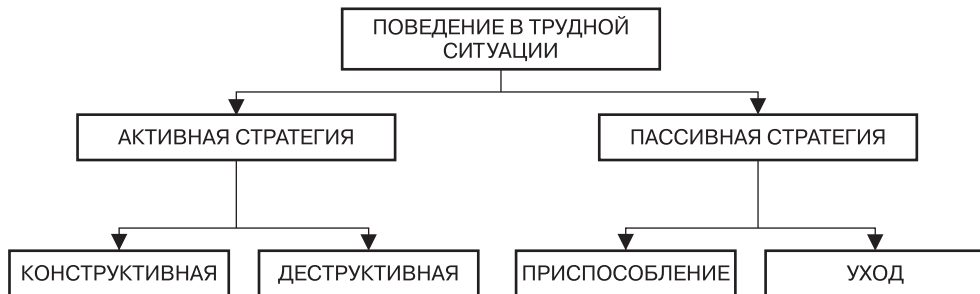 ПОВЕДЕНИЕ В ТРУДНОЙ
СИТУАЦИИ
АКТИВНАЯ СТРАТЕГИЯ
ПАССИВНАЯ СТРАТЕГИЯ
КОНСТРУКТИВНАЯ
ДЕСТРУКТИВНАЯ
ПРИСПОСОБЛЕНИЕ
УХОД